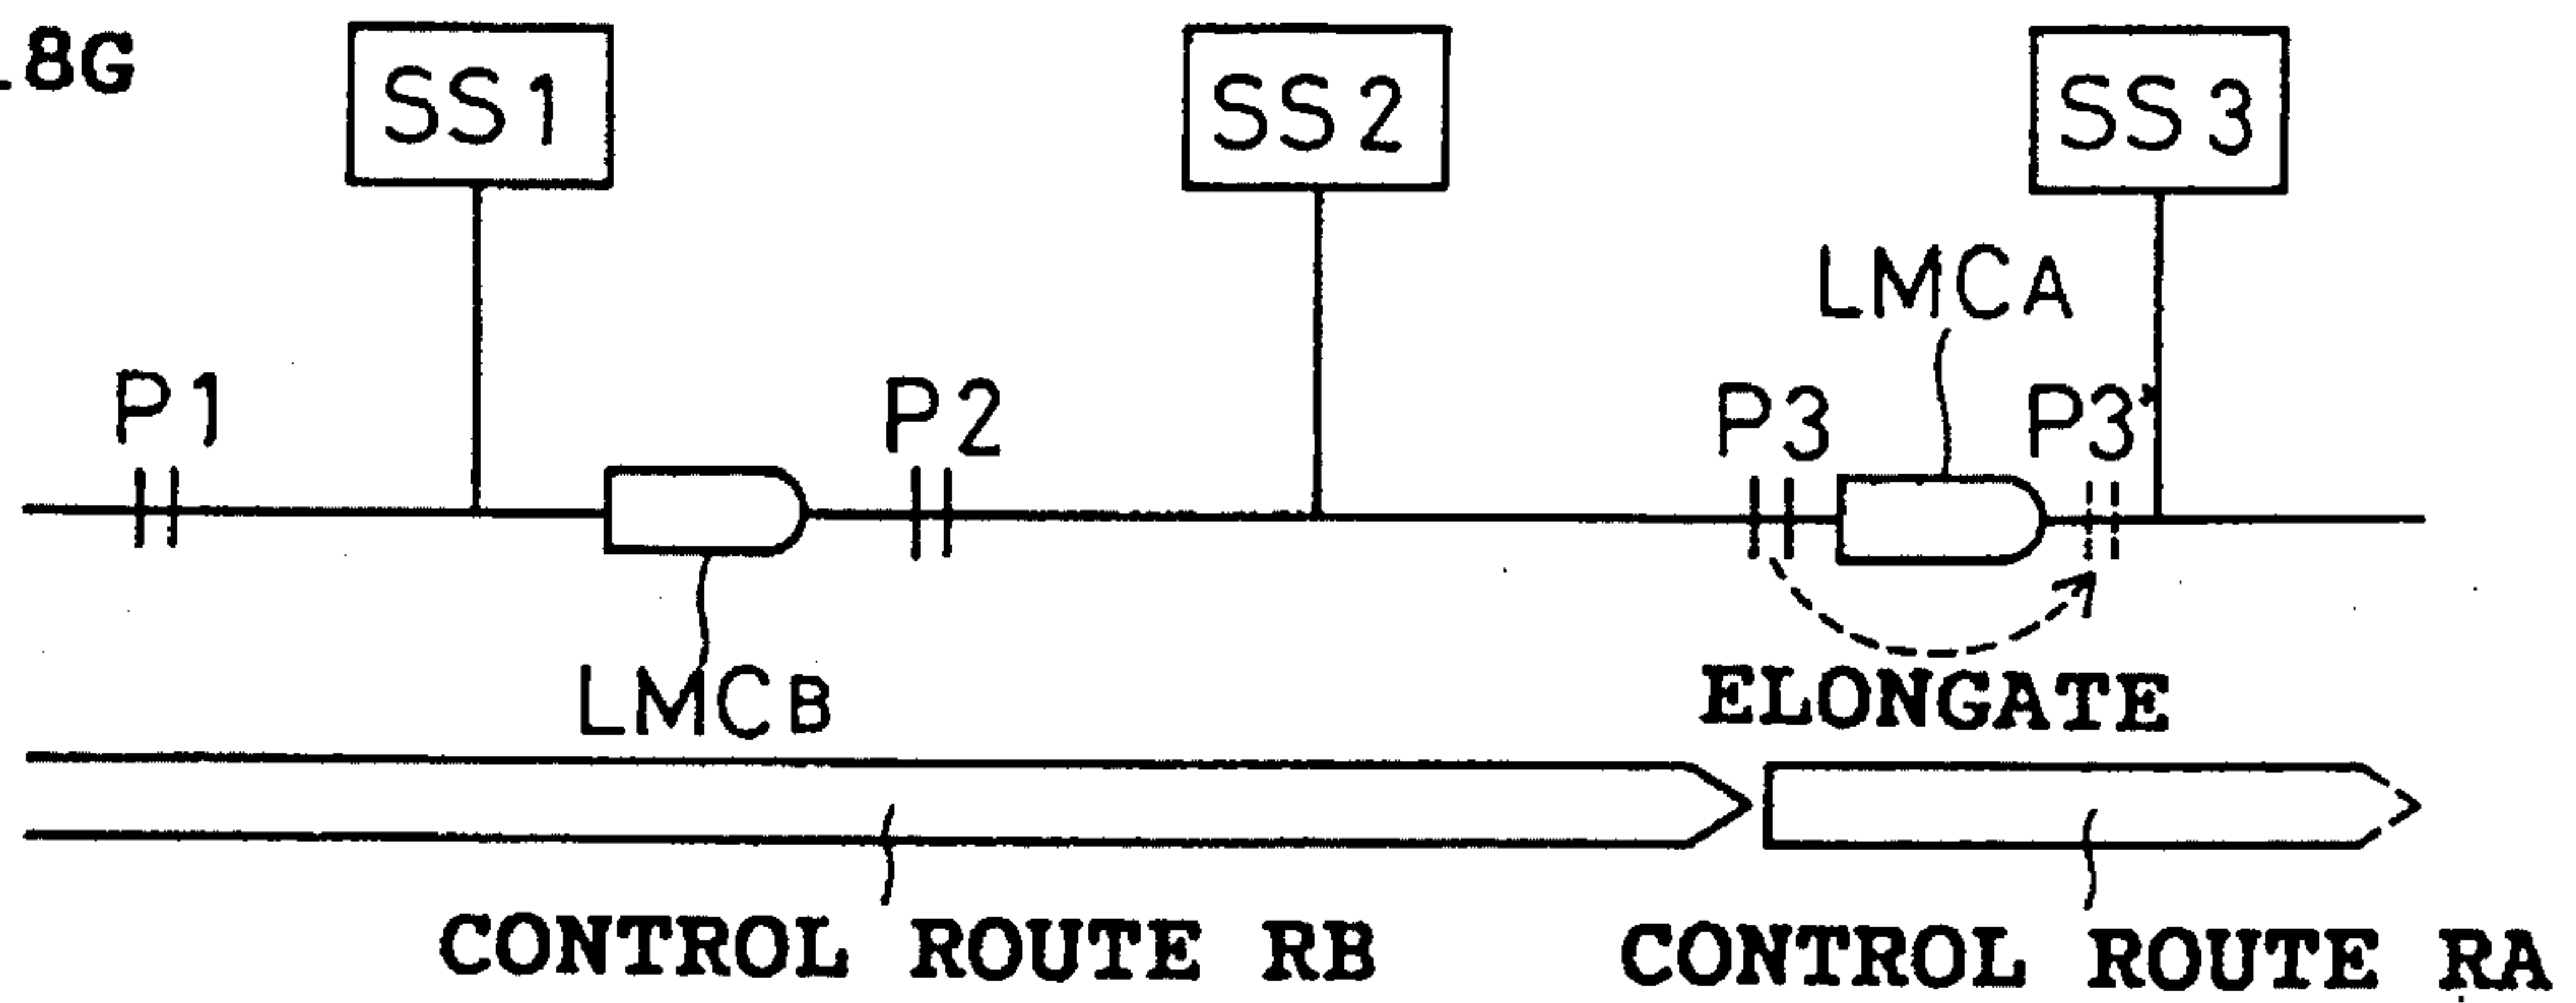 .8G
SS1
SS2
SS3
LMCA
P1
P2
P3
P3'
LMCB
ELONGATE
CONTROL ROUTE RB
CONTROL ROUTE RA